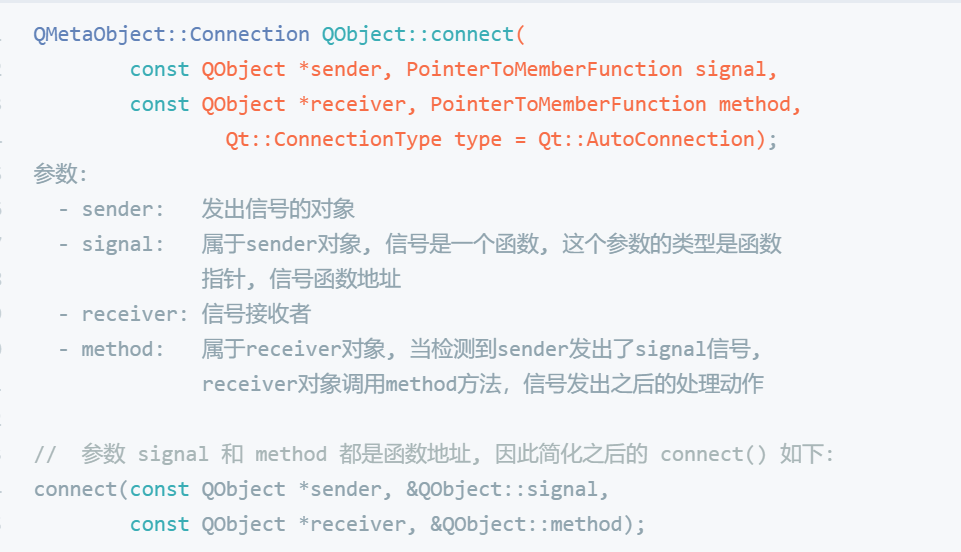 QMetaObject::Connection QObject::connect(
const QObject *sender, PointerToMemberFunction signal,
const QObject *receiver, PointerToMemberFunction method,
Qt::ConnectionType type = Qt::AutoConnection);
参数:
- sender: 发出信号的对象
- signal: 属于sender对象, 信号是一个函数, 这个参数的类型是函数
指针, 信号函数地址
- receiver: 信号接收者
- method: 属于receiver对象, 当检测到sender发出了signal信号,
receiver对象调用method方法，信号发出之后的处理动作
// 参数 signal 和 method 都是函数地址, 因此简化之后的 connect() 如下:
connect(const QObject *sender, &QObject::signal,
const QObject *receiver, &QObject::method);